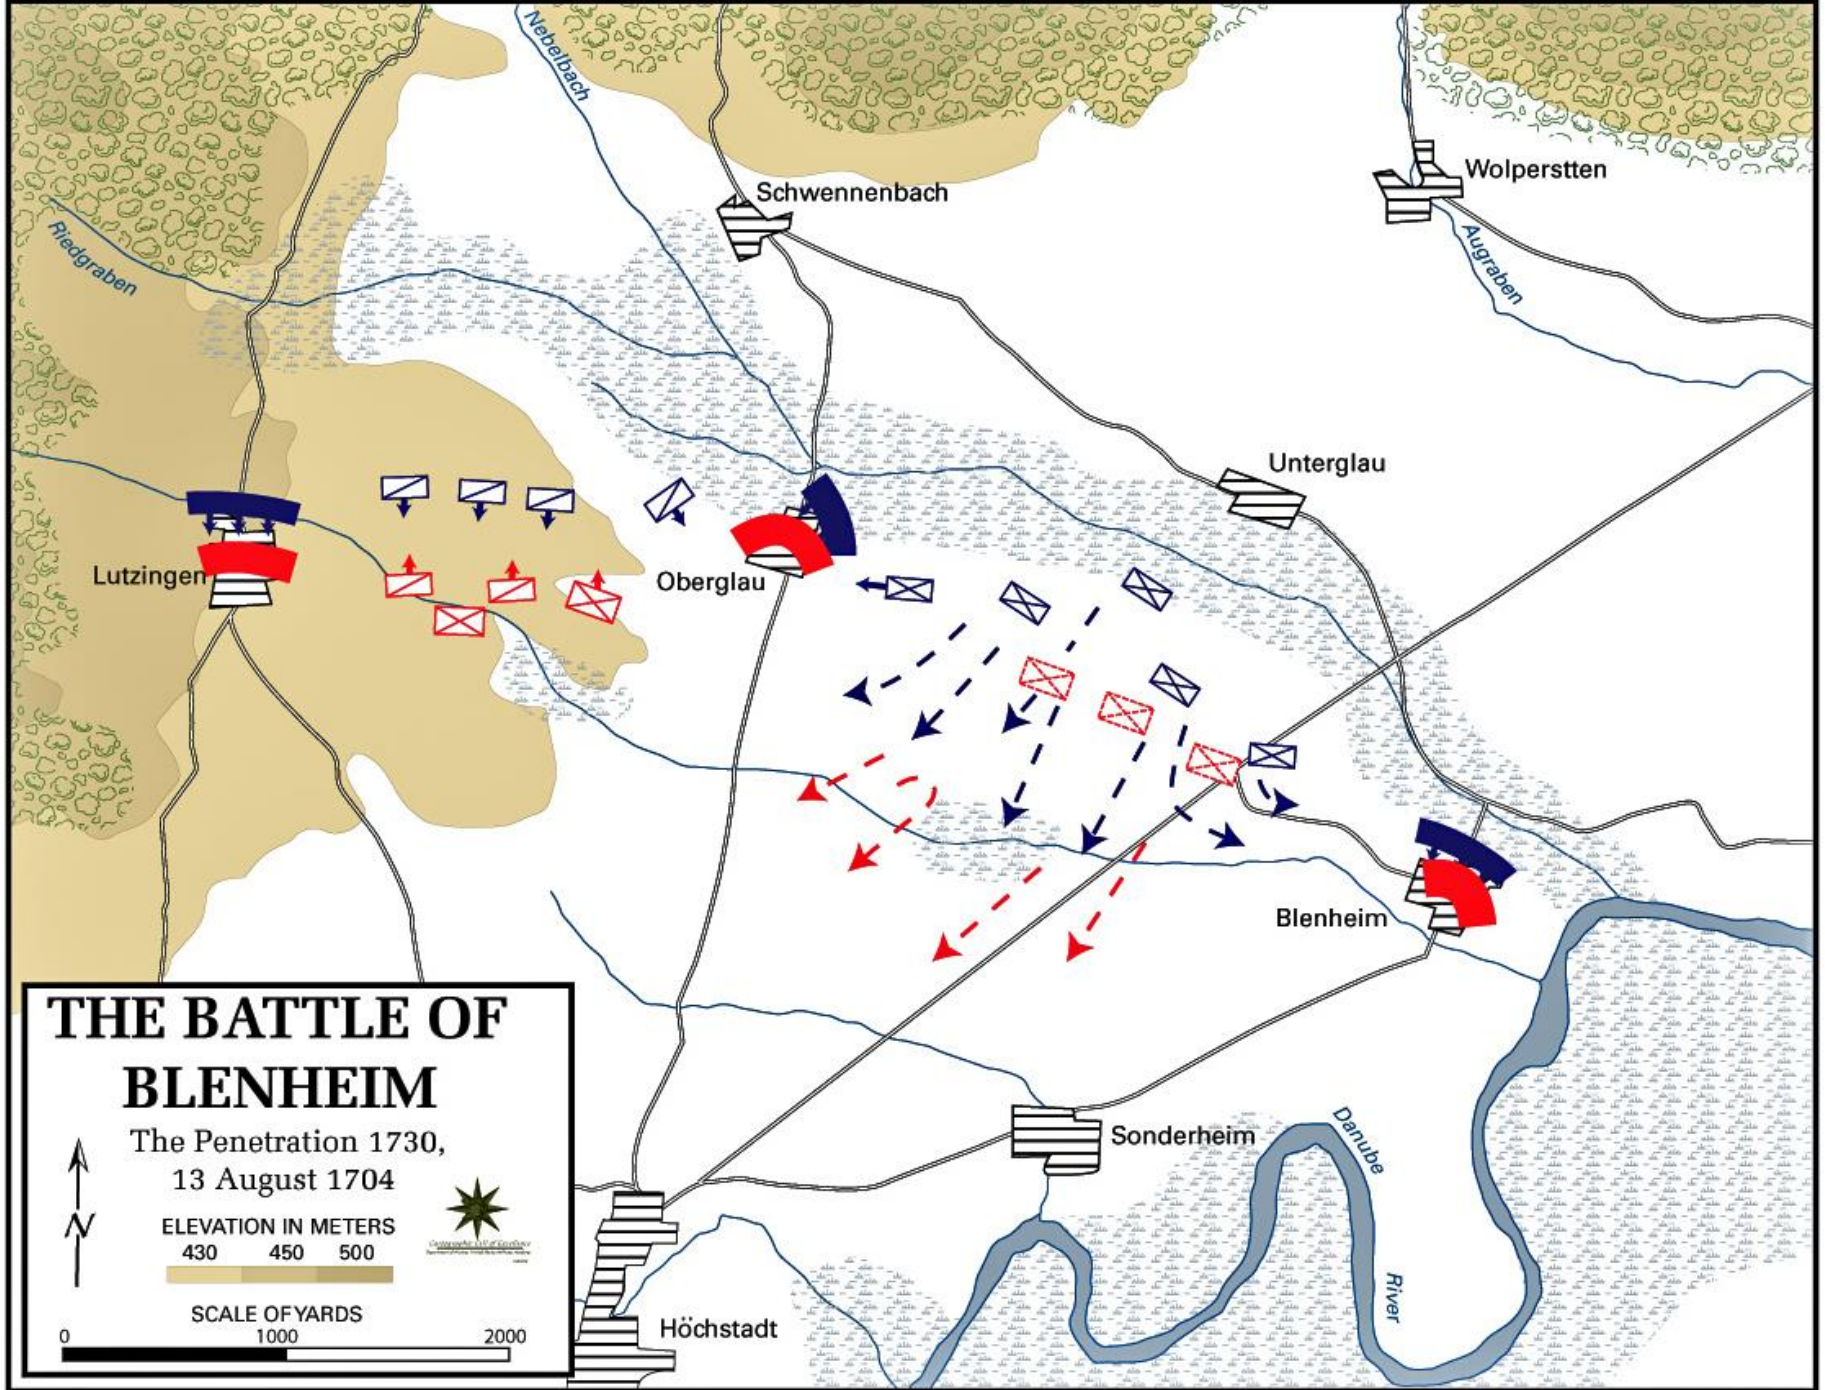 Nebelbach
Schwennenbach
Wolperstten
Riedgraben
Augraben
Unterglau
Lutzingen
Oberglau
Blenheim
THE BATTLE OF
BLENHEIM
The Penetration 1730,
13 August 1704
N
ELEVATION IN METERS
430 450 500
SCALE OF YARDS
0 1000 2000
Sonderheim
Danube
River
Höchstadt